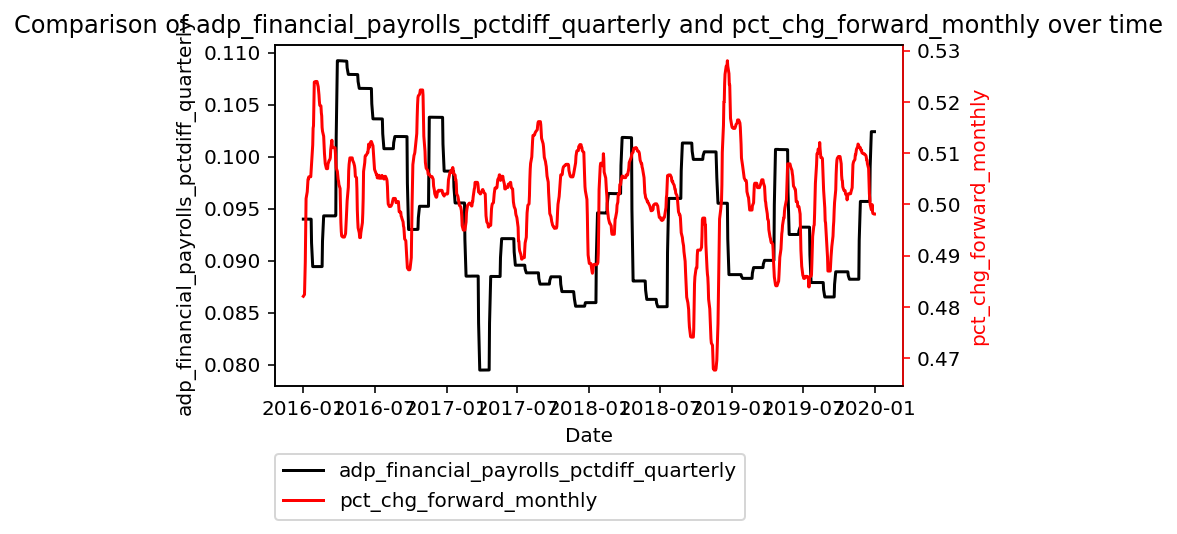 Comparison of adp_financial_payrolls_pctdiff_quarterly and pct_chg_forward_monthly over time
adp_financial_payrolls_pctdiff_quarterly
0.110
0.105
0.100
0.095
0.090
0.085
0.080
0.53
0.52
0.51
0.50
0.49
0.48
0.47
pct_chg_forward_monthly
2016-01 2016-07 2017-01 2017-07 2018-01 2018-07 2019-01 2019-07 2020-01
Date
adp_financial_payrolls_pctdiff_quarterly
pct_chg_forward_monthly